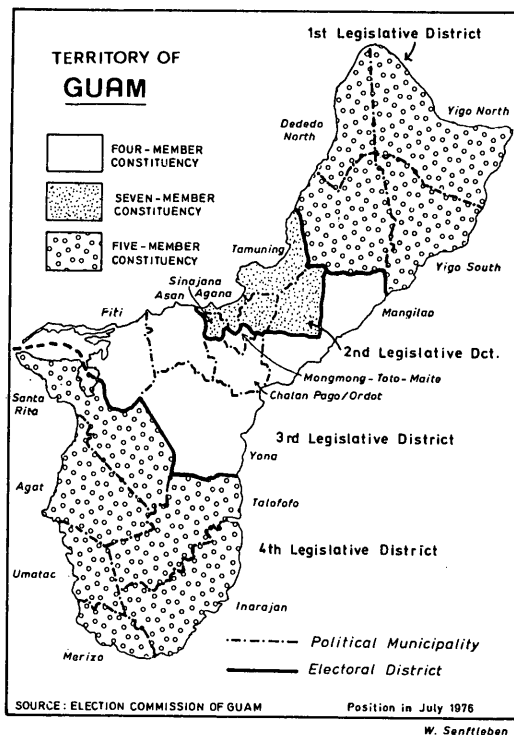 TERRITORY OF
GUAM
FOUR-MEMBER
CONSTITUENCY
SEVEN-MEMBER
CONSTITUENCY
FIVE-MEMBER
CONSTITUENCY
1st Legislative District
Dededo
North
Yigo North
Yigo South
Tamuning
Sinajana
Agana
Asan
Fiti
Mangilao
2nd Legislative Dct.
Mongmong-Toto-Maite
Chalan Pago/Ordot
3rd Legislative District
Santa
Rita
Yona
Agat
Talofofo
4th Legislative District
Umatac
Inarajan
Merizo
Political Municipality
Electoral District
SOURCE: ELECTION COMMISSION OF GUAM
Position in July 1976
W. Senftleben